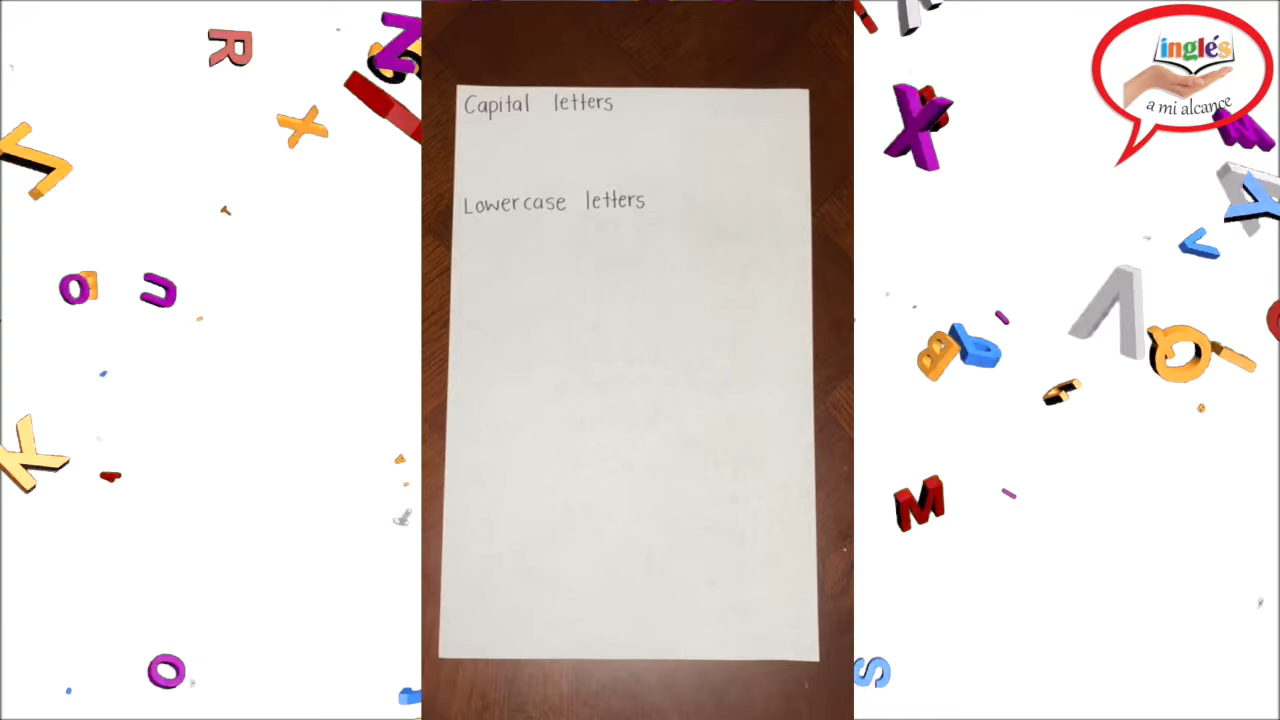 Capital letters
Lowercase letters
inglés
a mi alcance
R
N
X
X
O
U
K
B
M
O
S